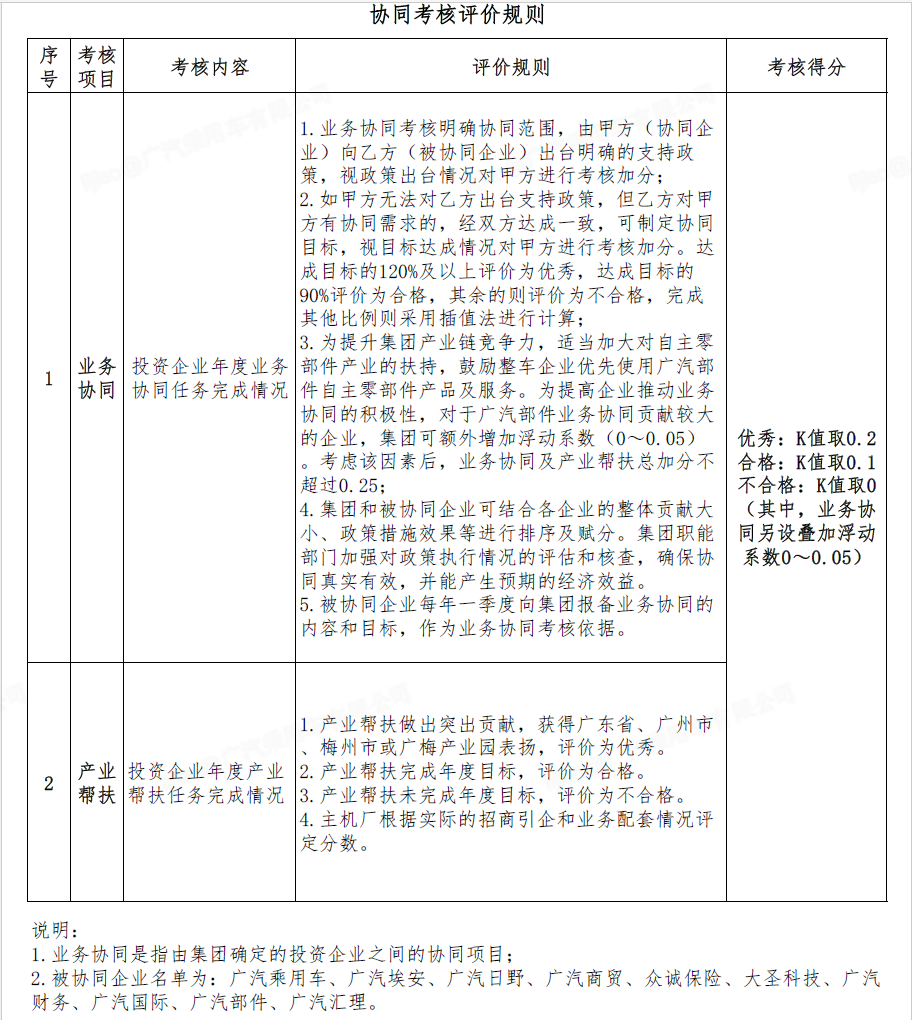 协同考核评价规则
序号
考核项目
考核内容
评价规则
考核得分
1
业务协同
投资企业年度业务
协同任务完成情况
1.业务协同考核明确协同范围，由甲方（协同企
业）向乙方（被协同企业）出台明确的支持政
策，视政策出台情况对甲方进行考核加分；
2.如甲方无法对乙方出台支持政策，但乙方对甲
方有协同需求的，经双方达成一致，可制定协同
目标，视目标达成情况对甲方进行考核加分。达
成目标的120%及以上评价为优秀，达成目标的
90%评价为合格，其余的则评价为不合格，完成
其他比例则采用插值法进行计算；
3.为提升集团产业链竞争力，适当加大对自主零
部件产业的扶持，鼓励整车企业优先使用广汽部
件自主零部件产品及服务。为提高企业推动业务
协同的积极性，对于广汽部件业务协同贡献较大
的企业，集团可额外增加浮动系数（0～0.05）
。考虑该因素后，业务协同及产业帮扶总加分不
超过0.25；
4.集团和被协同企业可结合各企业的整体贡献大
小、政策措施效果等进行排序及赋分。集团职能
部门加强对政策执行情况的评估和核查，确保协
同真实有效，并能产生预期的经济效益。
5.被协同企业每年一季度向集团报备业务协同的
内容和目标，作为业务协同考核依据。
优秀：K值取0.2
合格：K值取0.1
不合格：K值取0
（其中，业务协
同另设叠加浮动
系数0～0.05）
2
产业帮扶
投资企业年度产业
帮扶任务完成情况
1.产业帮扶做出突出贡献，获得广东省、广州市
、梅州市或广梅产业园表扬，评价为优秀。
2.产业帮扶完成年度目标，评价为合格。
3.产业帮扶未完成年度目标，评价为不合格。
4.主机厂根据实际的招商引企和业务配套情况评
定分数。
说明：
1.业务协同是指由集团确定的投资企业之间的协同项目；
2.被协同企业名单为：广汽乘用车、广汽埃安、广汽日野、广汽商贸、众诚保险、大圣科技、广汽
财务、广汽国际、广汽部件、广汽汇理。